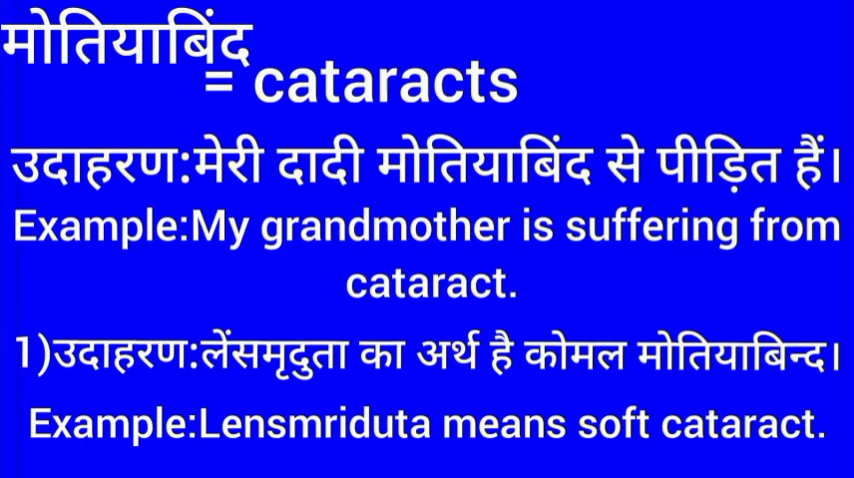 मोतियाबिंद
= cataracts
उदाहरण:मेरी दादी मोतियाबिंद से पीड़ित हैं।
Example:My grandmother is suffering from
cataract.
1)उदाहरण:लेंसमृदुता का अर्थ है कोमल मोतियाबिन्द।
Example:Lensmriduta means soft cataract.